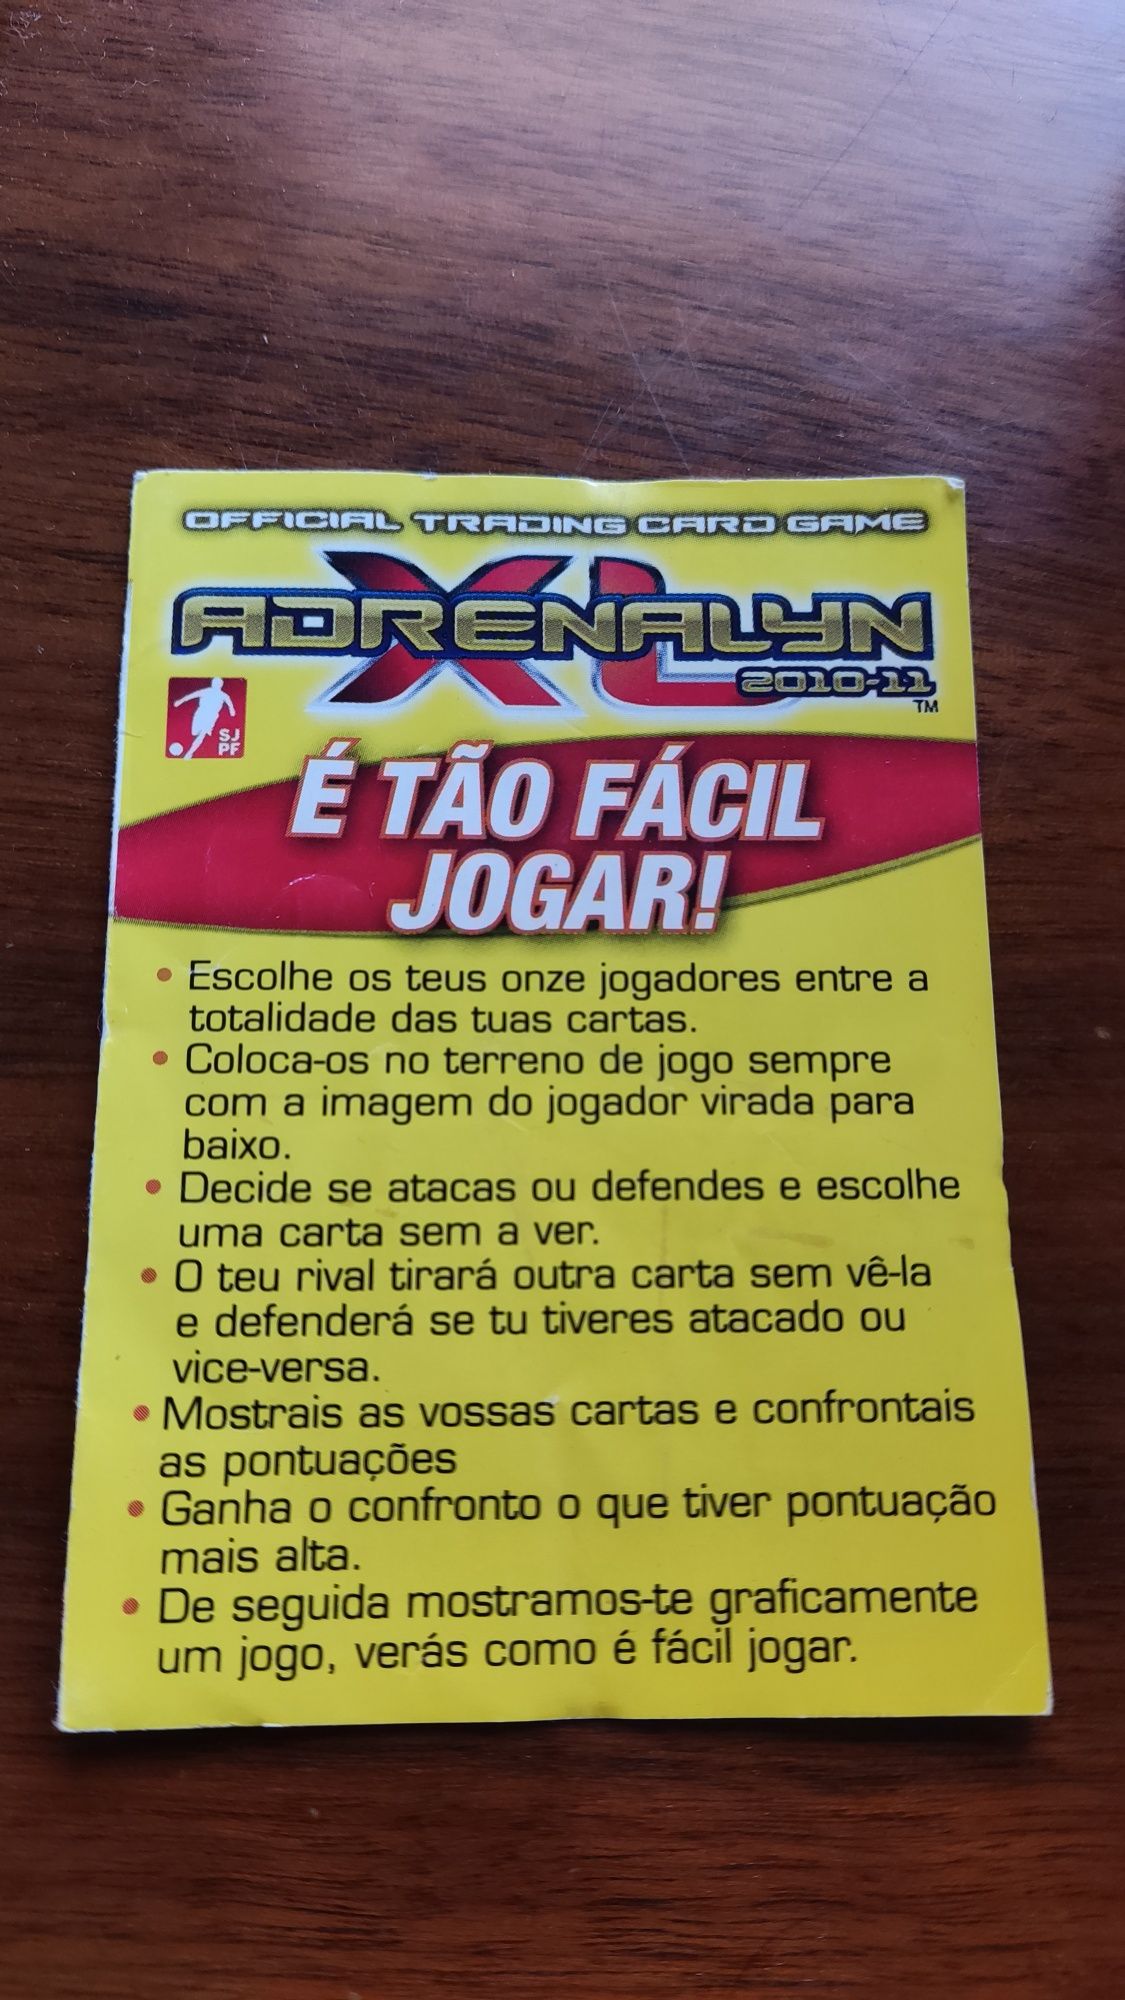 OFFICIAL TRADING CARD GAME
ADRENALYN
XL
2010-11
TM
SJ
PF
É TÃO FÁCIL
JOGAR!
• Escolhe os teus onze jogadores entre a
totalidade das tuas cartas.
• Coloca-os no terreno de jogo sempre
com a imagem do jogador virada para
baixo.
• Decide se atacas ou defendes e escolhe
uma carta sem a ver.
• O teu rival tirará outra carta sem vê-la
e defenderá se tu tiveres atacado ou
vice-versa.
• Mostrais as vossas cartas e confrontais
as pontuações
• Ganha o confronto o que tiver pontuação
mais alta.
• De seguida mostramos-te graficamente
um jogo, verás como é fácil jogar.